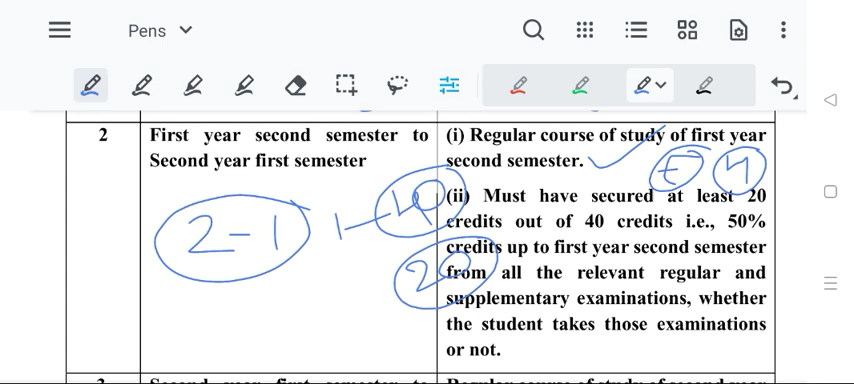 Pens
2
First year second semester to
Second year first semester
(i) Regular course of study of first year
second semester.
(ii) Must have secured at least 20
credits out of 40 credits i.e., 50%
credits up to first year second semester
from all the relevant regular and
supplementary examinations, whether
the student takes those examinations
or not.
2-1
40
20